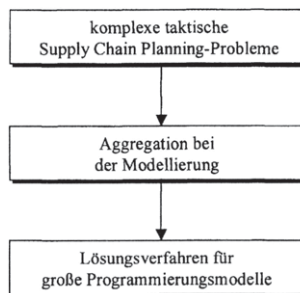 komplexe taktische
Supply Chain Planning-Probleme
Aggregation bei
der Modellierung
Lösungsverfahren für
große Programmierungsmodelle